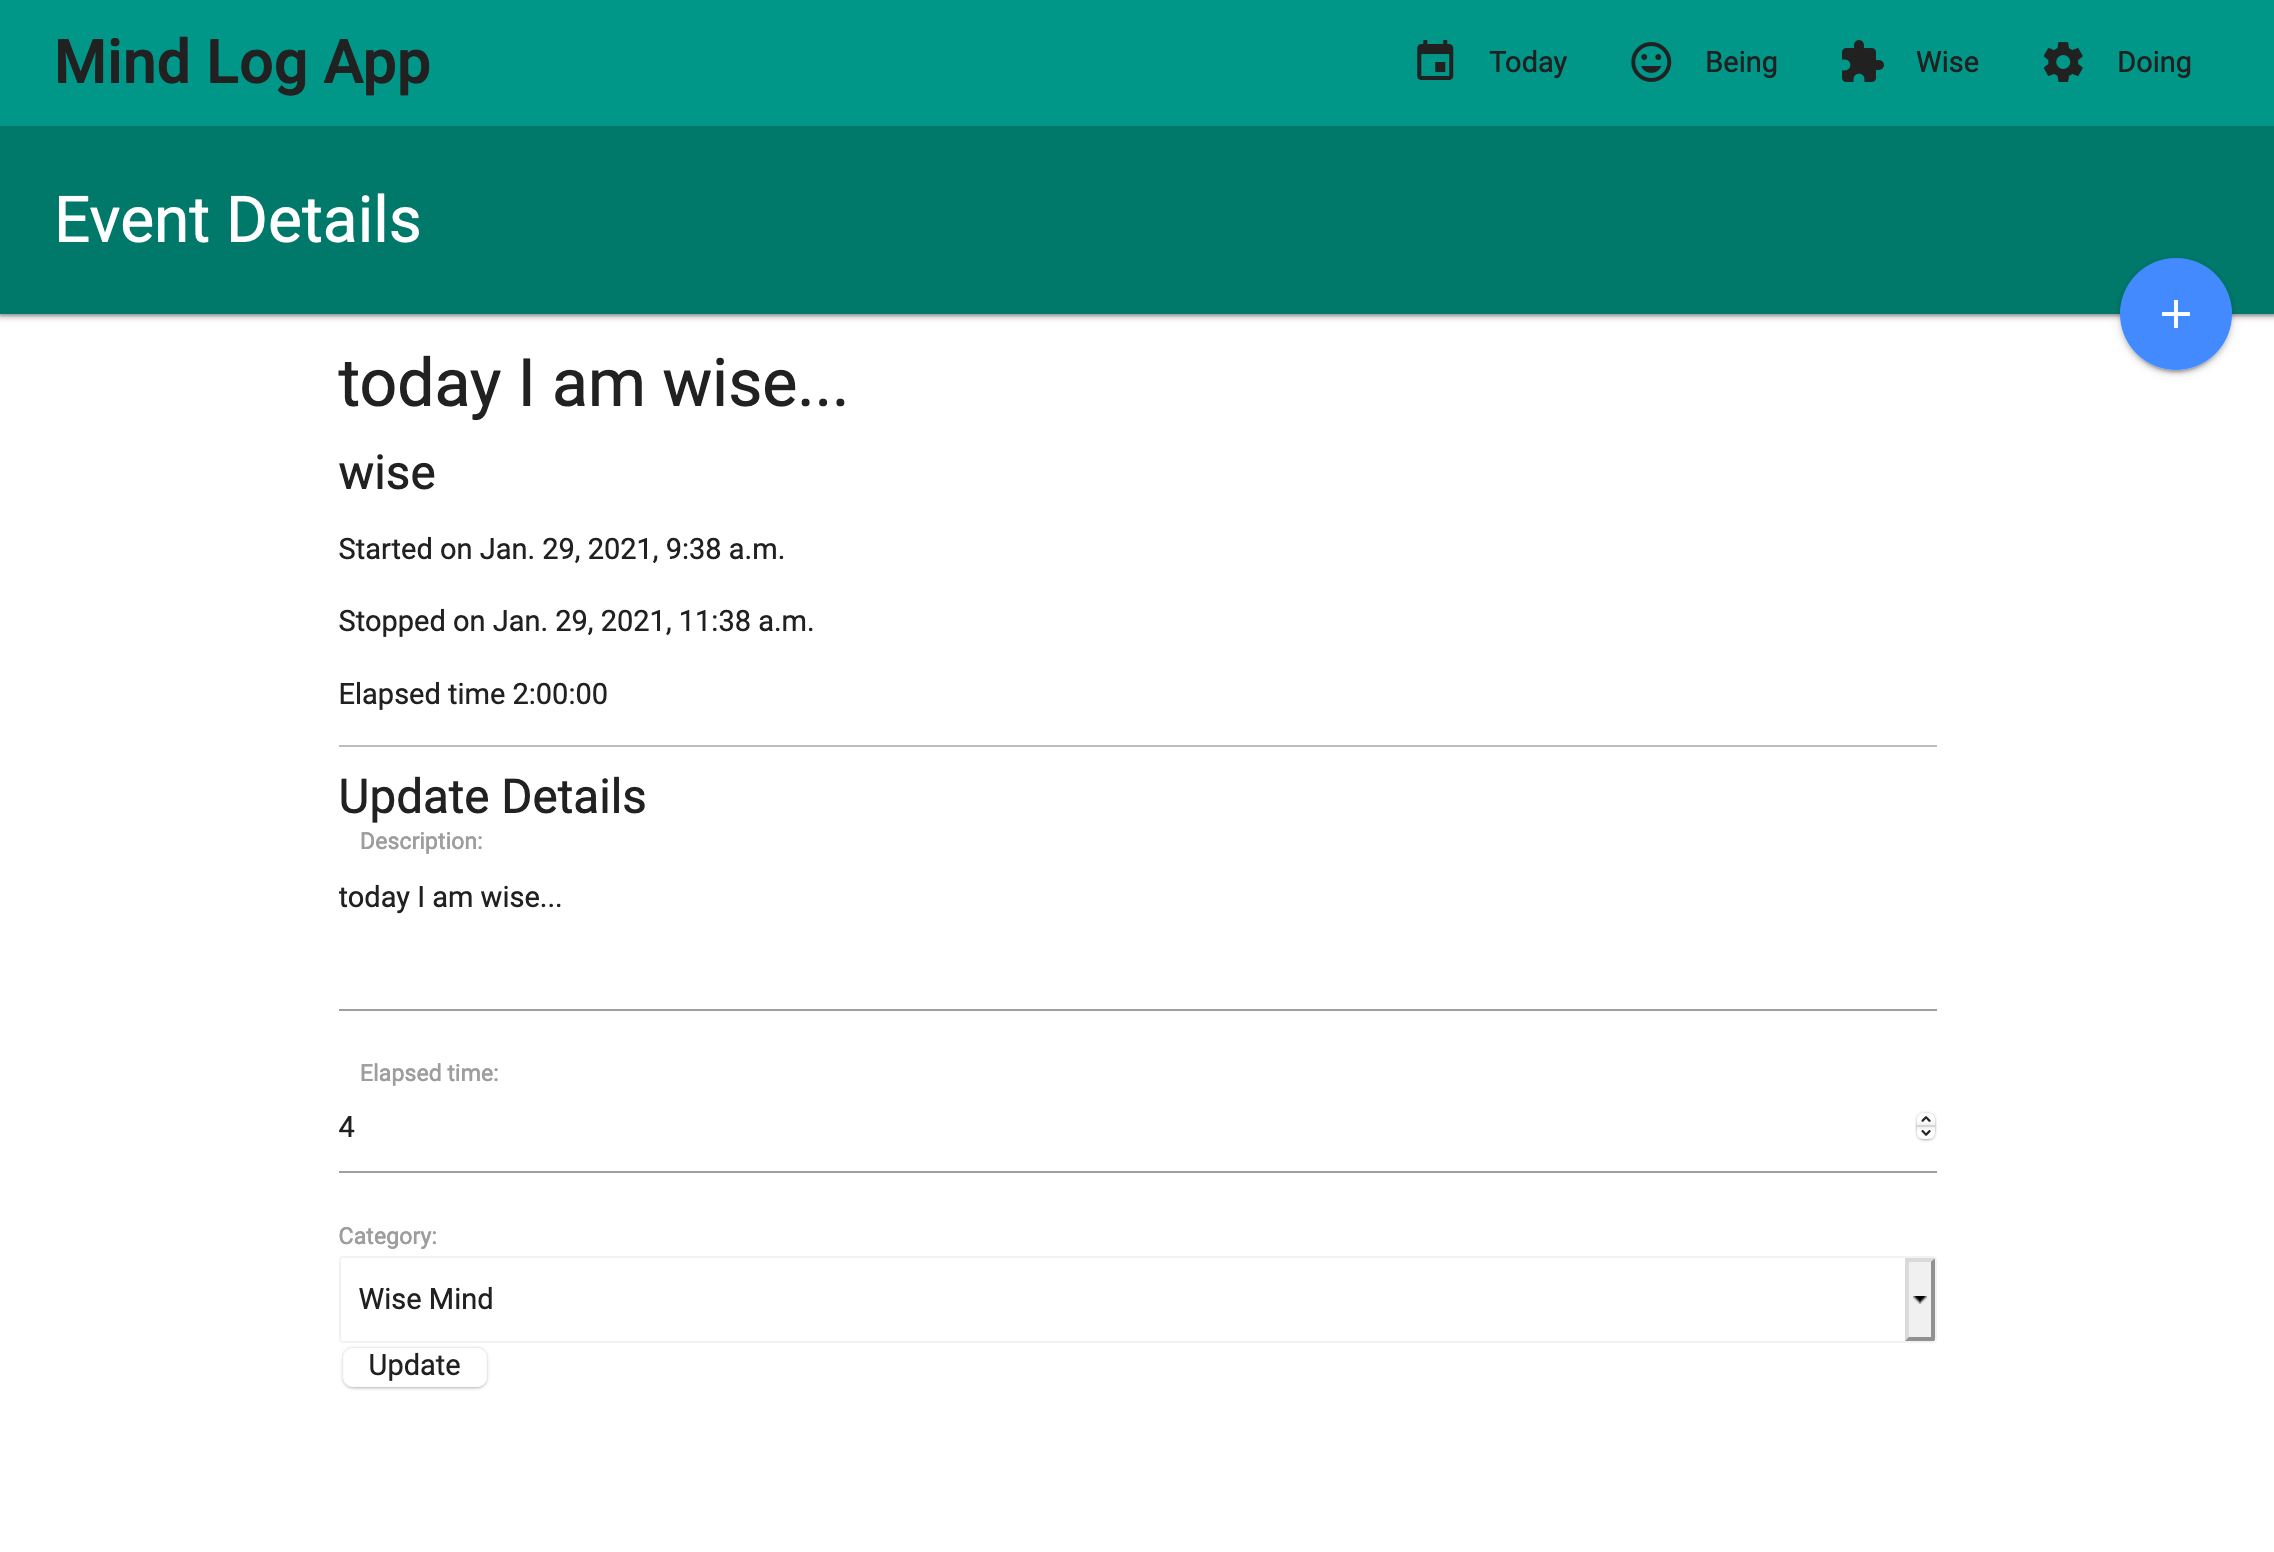 Mind Log App
Today Being Wise Doing
Event Details
+
today I am wise...
wise
Started on Jan. 29, 2021, 9:38 a.m.
Stopped on Jan. 29, 2021, 11:38 a.m.
Elapsed time 2:00:00
Update Details
Description:
today I am wise...
Elapsed time:
4
Category:
Wise Mind
Update